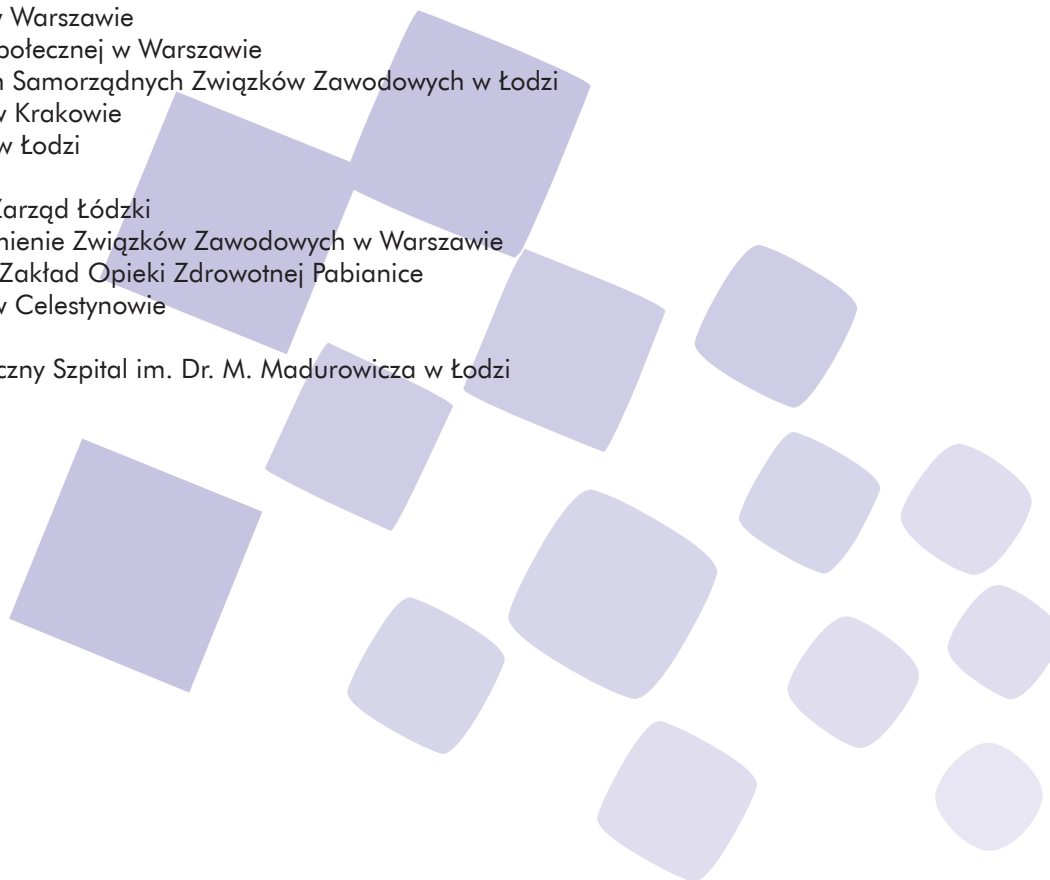 Warszawie
połecznej w Warszawie
Samorządnych Związków Zawodowych w Łodzi
w Krakowie
w Łodzi
Zarząd Łódzki
nienie Związków Zawodowych w Warszawie
Zakład Opieki Zdrowotnej Pabianice
w Celestynowie
czny Szpital im. Dr. M. Madurowicza w Łodzi